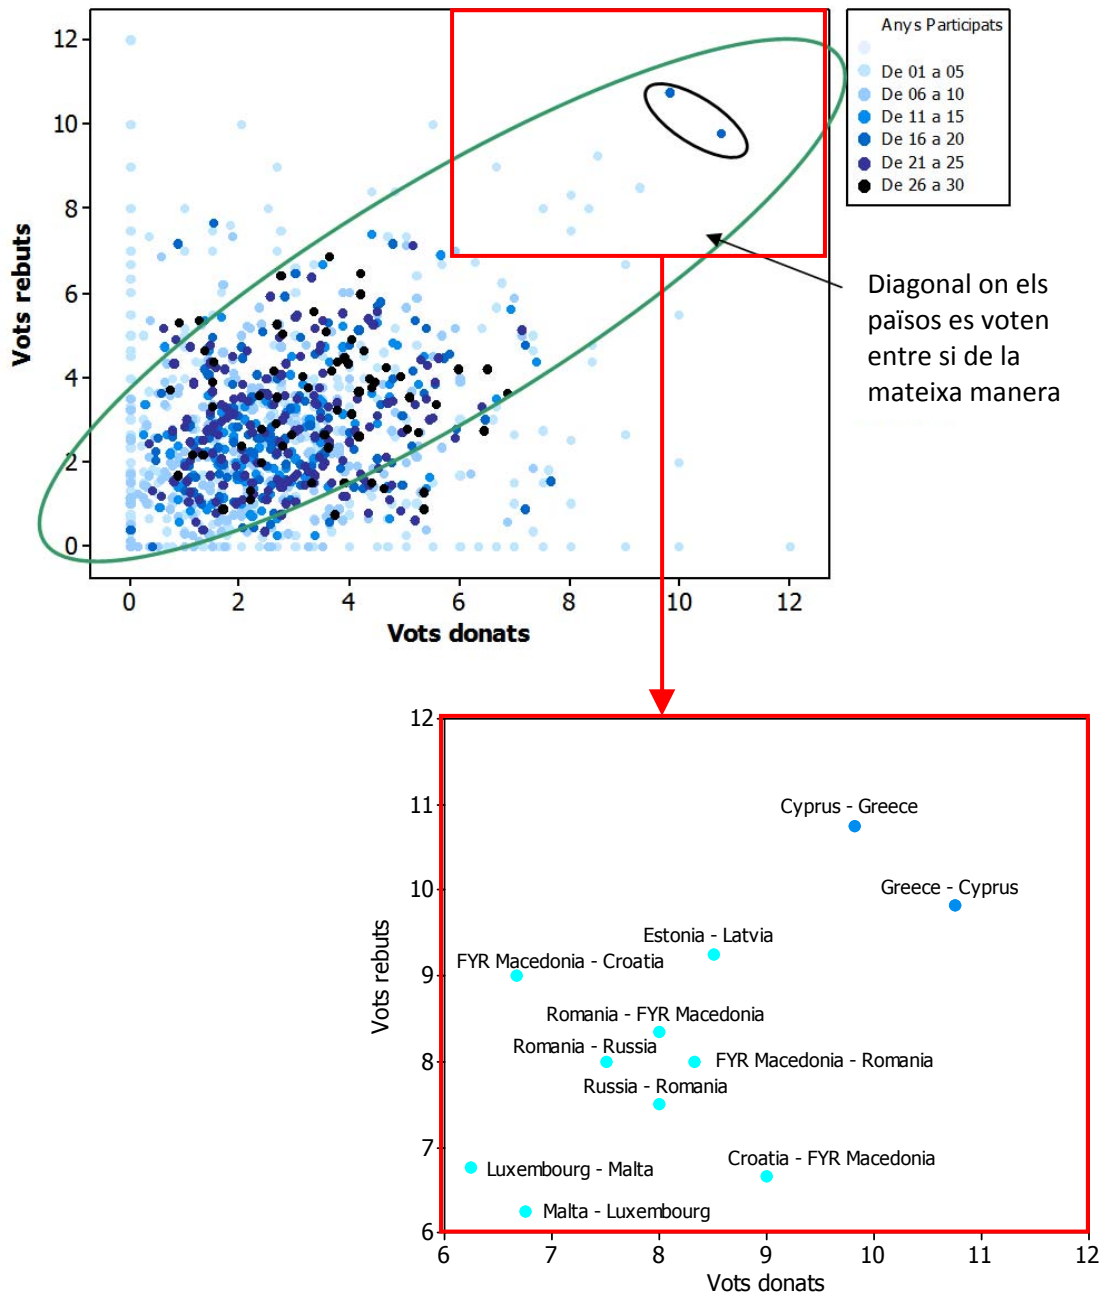 12
10
8
6
4
2
0
Vots rebuts
0 2 4 6 8 10 12
Vots donats
Anys Participats
De 01 a 05
De 06 a 10
De 11 a 15
De 16 a 20
De 21 a 25
De 26 a 30
Diagonal on els
països es voten
entre si de la
mateixa manera
12
11
10
9
8
7
6
Vots rebuts
Cyprus - Greece
Greece - Cyprus
Estonia - Latvia
FYR Macedonia - Croatia
Romania - FYR Macedonia
Romania - Russia
FYR Macedonia - Romania
Russia - Romania
Croatia - FYR Macedonia
Luxembourg - Malta
Malta - Luxembourg
6 7 8 9 10 11 12
Vots donats